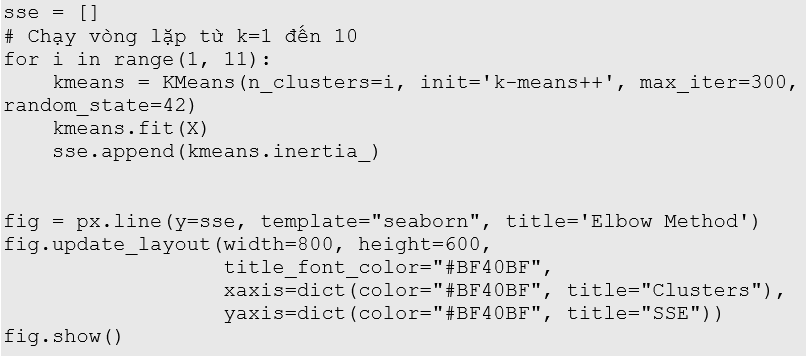 sse = []
# Chạy vòng lặp từ k=1 đến 10
for i in range(1, 11):
    kmeans = KMeans(n_clusters=i, init='k-means++', max_iter=300,
random_state=42)
    kmeans.fit(X)
    sse.append(kmeans.inertia_)
fig = px.line(y=sse, template="seaborn", title='Elbow Method')
fig.update_layout(width=800, height=600,
                  title_font_color="#BF40BF",
                  xaxis=dict(color="#BF40BF", title="Clusters"),
                  yaxis=dict(color="#BF40BF", title="SSE"))
fig.show()